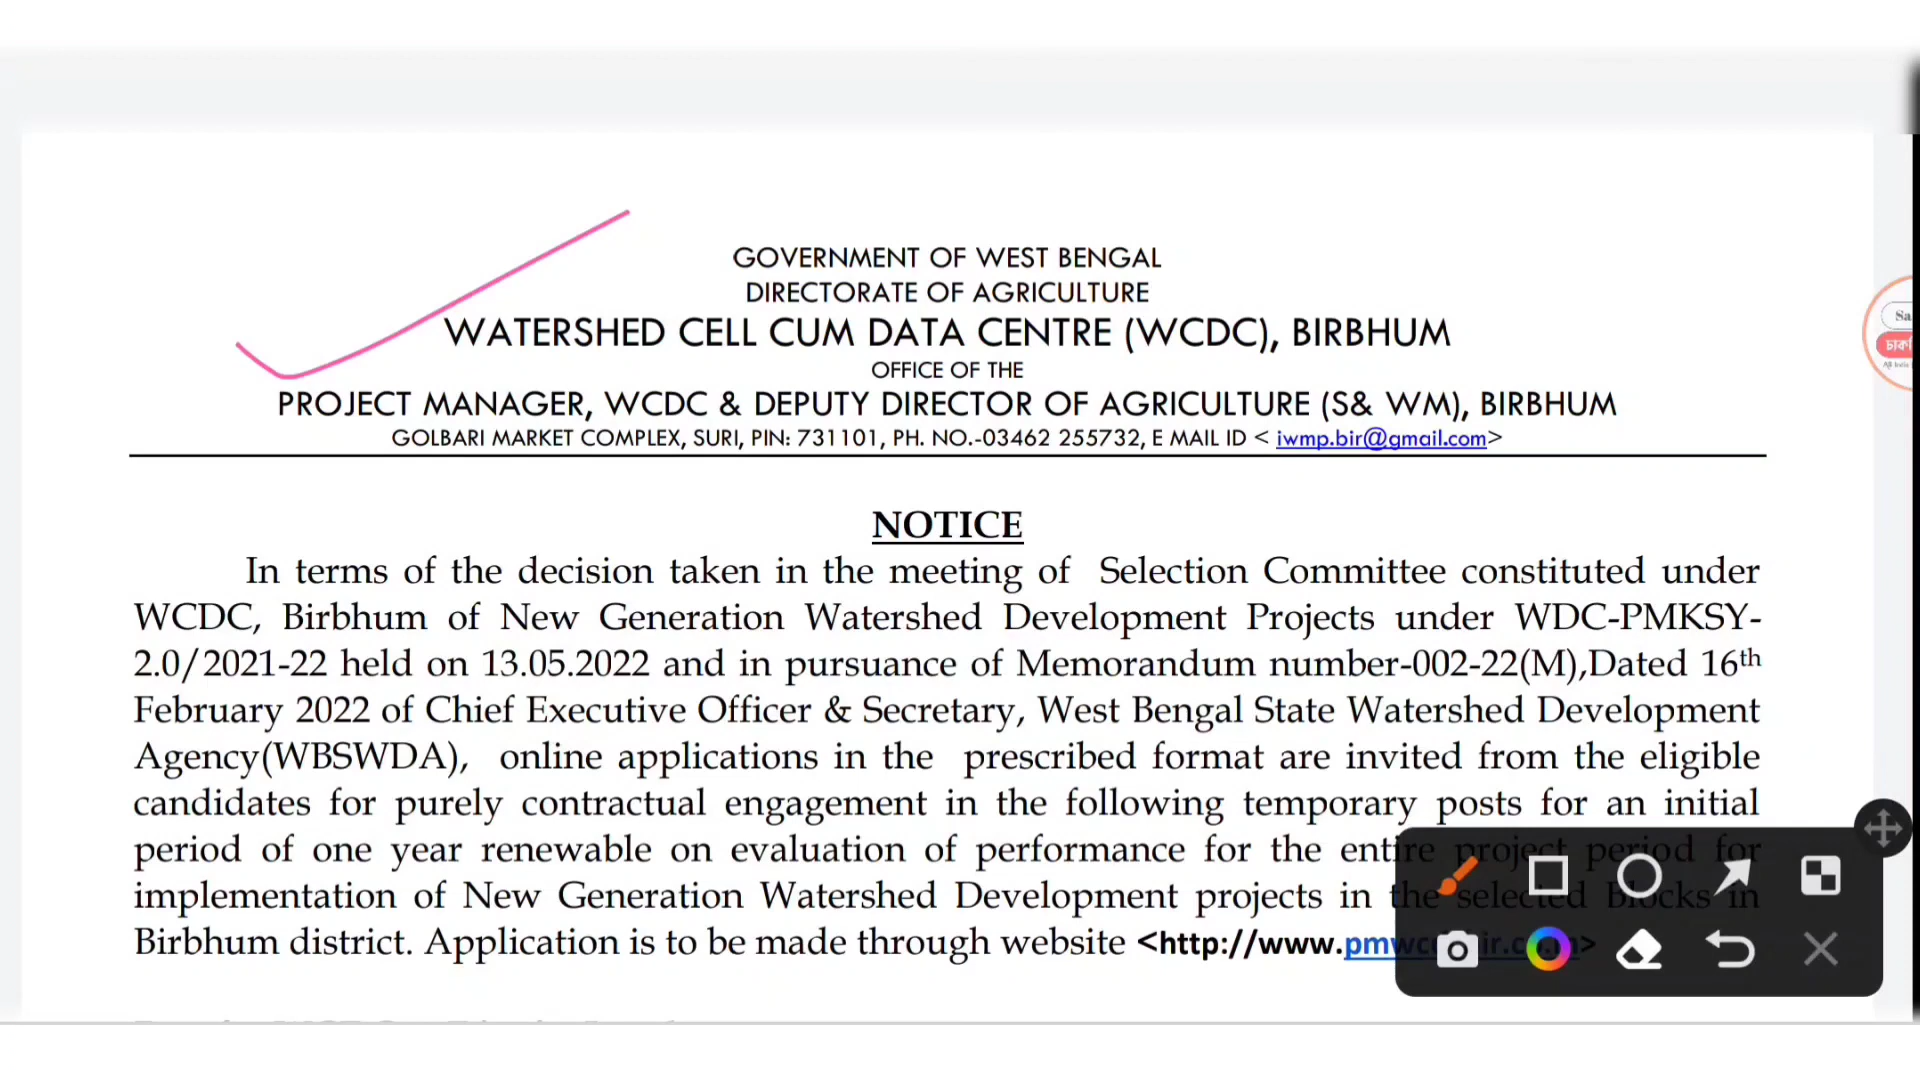 GOVERNMENT OF WEST BENGAL
DIRECTORATE OF AGRICULTURE
WATERSHED CELL CUM DATA CENTRE (WCDC), BIRBHUM
OFFICE OF THE
PROJECT MANAGER, WCDC & DEPUTY DIRECTOR OF AGRICULTURE (S& WM), BIRBHUM
GOLBARI MARKET COMPLEX, SURI, PIN: 731101, PH. NO.-03462 255732, E MAIL ID < iwmp.bir@gmail.com>
NOTICE
In terms of the decision taken in the meeting of Selection Committee constituted under
WCDC, Birbhum of New Generation Watershed Development Projects under WDC-PMKSY-
2.0/2021-22 held on 13.05.2022 and in pursuance of Memorandum number-002-22(M),Dated 16th
February 2022 of Chief Executive Officer & Secretary, West Bengal State Watershed Development
Agency(WBSWDA), online applications in the prescribed format are invited from the eligible
candidates for purely contractual engagement in the following temporary posts for an initial
period of one year renewable on evaluation of performance for the entire project period for
implementation of New Generation Watershed Development projects in the selected Blocks in
Birbhum district. Application is to be made through website <http://www.